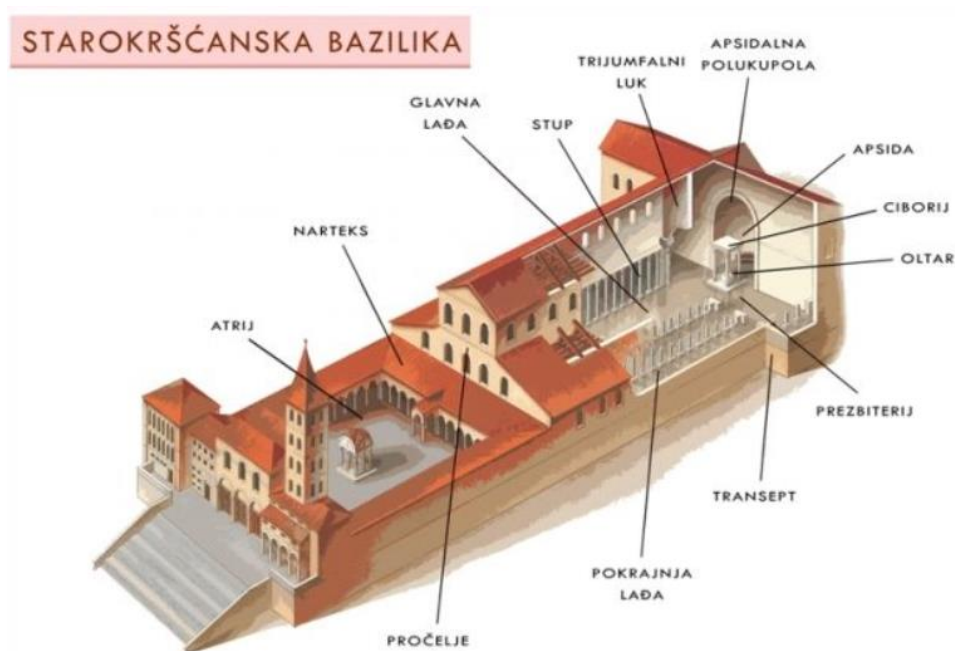 STAROKRŠĆANSKA BAZILIKA
APSIDALNA
POLUKUPOLA
TRIJUMFALNI
LUK
GLAVNA
LAĐA
STUP
APSIDA
CIBORIJ
NARTEKS
OLTAR
ATRIJ
PREZBITERIJ
TRANSEPT
POKRAJNJA
LAĐA
PROČELJE